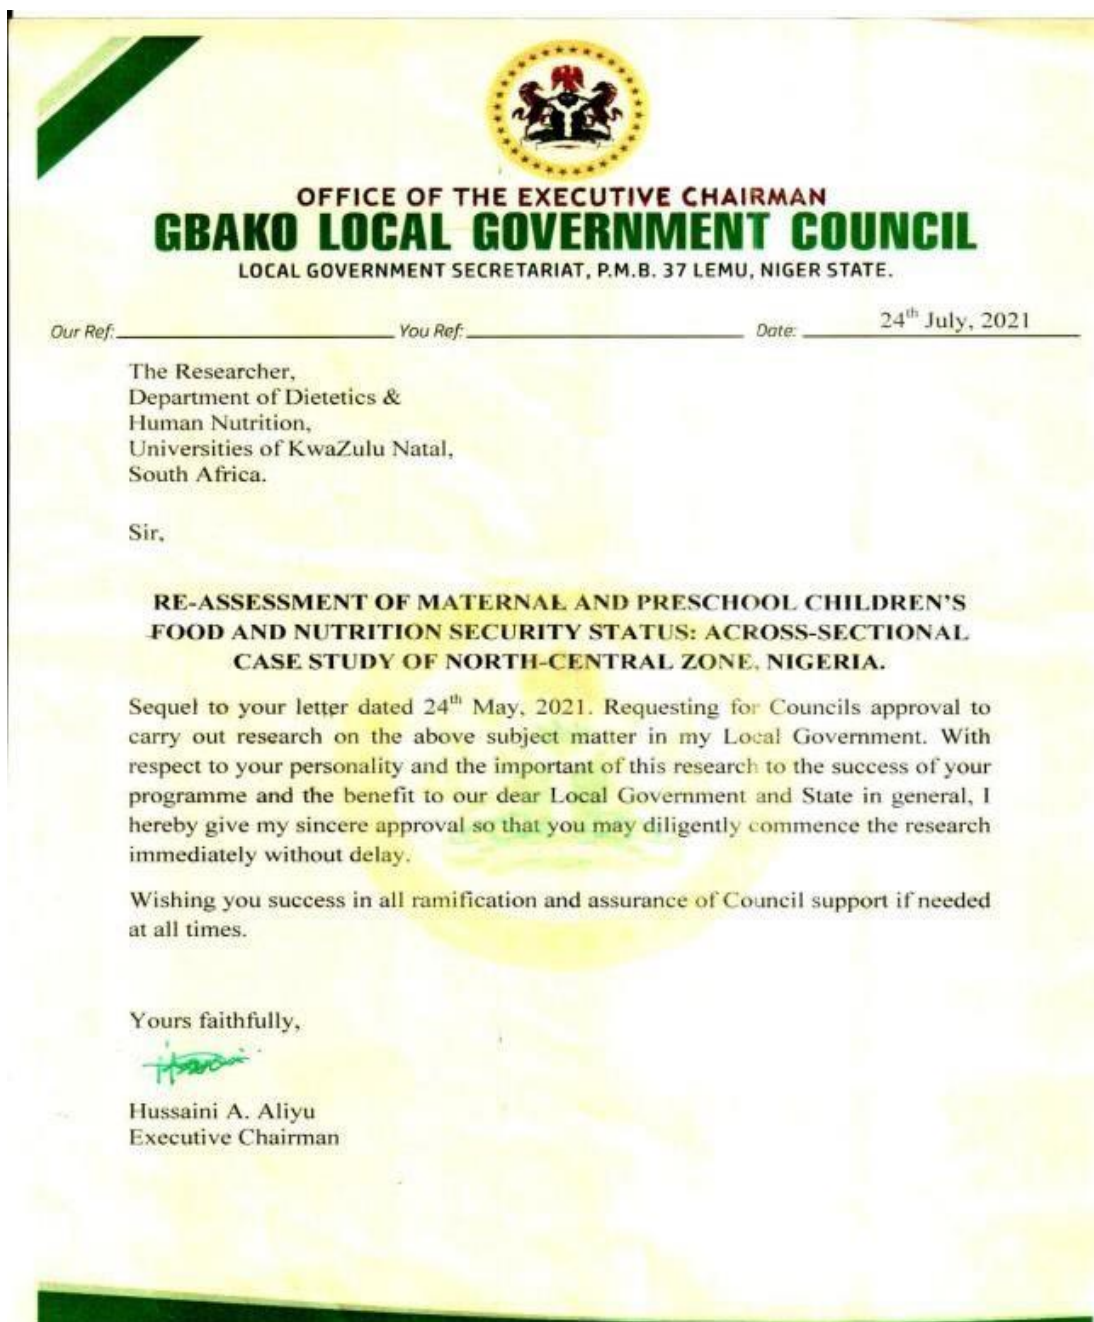 OFFICE OF THE EXECUTIVE CHAIRMAN
GBAKO LOCAL GOVERNMENT COUNCIL
LOCAL GOVERNMENT SECRETARIAT, P.M.B. 37 LEMU, NIGER STATE.
Our Ref: You Ref: Date: 24th July, 2021
The Researcher,
Department of Dietetics &
Human Nutrition,
Universities of KwaZulu Natal,
South Africa.
Sir,
RE-ASSESSMENT OF MATERNAL AND PRESCHOOL CHILDREN'S
FOOD AND NUTRITION SECURITY STATUS: ACROSS-SECTIONAL
CASE STUDY OF NORTH-CENTRAL ZONE, NIGERIA.
Sequel to your letter dated 24th May, 2021. Requesting for Councils approval to
carry out research on the above subject matter in my Local Government. With
respect to your personality and the important of this research to the success of your
programme and the benefit to our dear Local Government and State in general, I
hereby give my sincere approval so that you may diligently commence the research
immediately without delay.
Wishing you success in all ramification and assurance of Council support if needed
at all times.
Yours faithfully,
Hussaini A. Aliyu
Executive Chairman